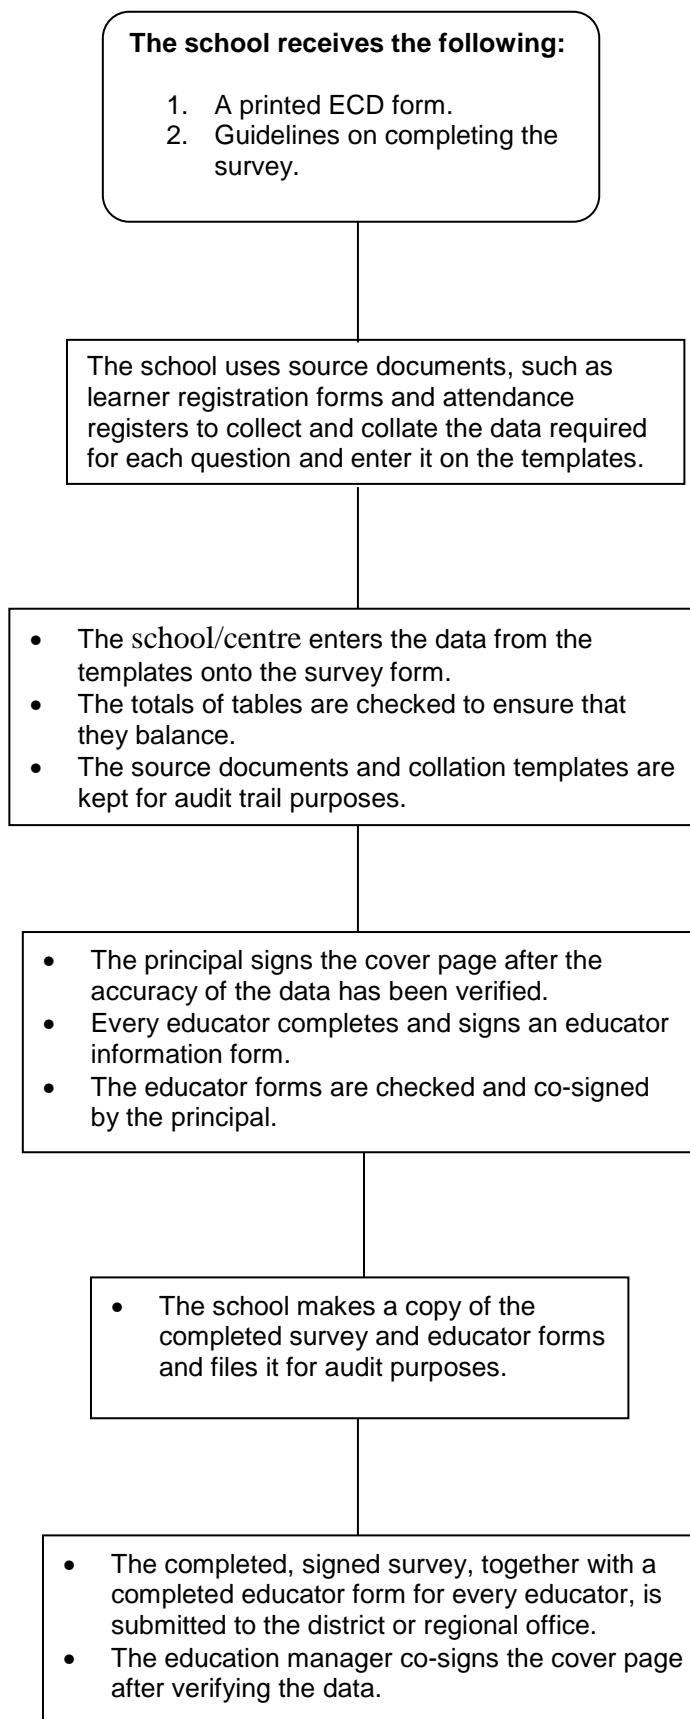 The school receives the following:
1. A printed ECD form.
2. Guidelines on completing the
survey.
The school uses source documents, such as
learner registration forms and attendance
registers to collect and collate the data required
for each question and enter it on the templates.
• The school/centre enters the data from the
templates onto the survey form.
• The totals of tables are checked to ensure that
they balance.
• The source documents and collation templates are
kept for audit trail purposes.
• The principal signs the cover page after the
accuracy of the data has been verified.
• Every educator completes and signs an educator
information form.
• The educator forms are checked and co-signed
by the principal.
• The school makes a copy of the
completed survey and educator forms
and files it for audit purposes.
• The completed, signed survey, together with a
completed educator form for every educator, is
submitted to the district or regional office.
• The education manager co-signs the cover page
after verifying the data.